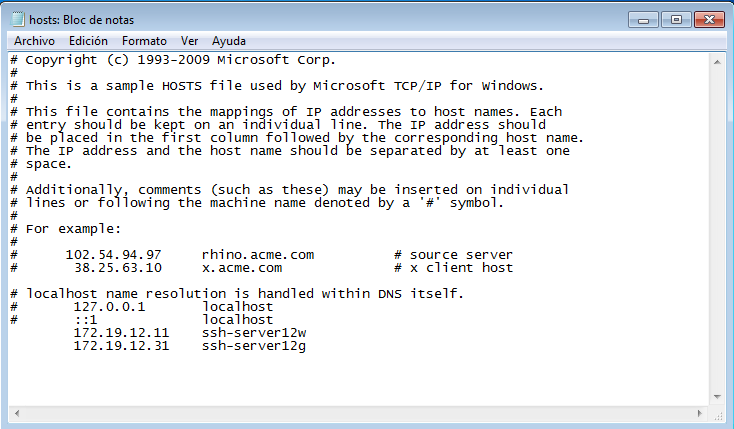 hosts: Bloc de notas
Archivo Edición Formato Ver Ayuda
# Copyright (c) 1993-2009 Microsoft Corp.
#
# This is a sample HOSTS file used by Microsoft TCP/IP for Windows.
#
# This file contains the mappings of IP addresses to host names. Each
# entry should be kept on an individual line. The IP address should
# be placed in the first column followed by the corresponding host name.
# The IP address and the host name should be separated by at least one
# space.
#
# Additionally, comments (such as these) may be inserted on individual
# lines or following the machine name denoted by a '#' symbol.
#
# For example:
#
#      102.54.94.97     rhino.acme.com          # source server
#       38.25.63.10     x.acme.com              # x client host

# localhost name resolution is handled within DNS itself.
#       127.0.0.1       localhost
#       ::1             localhost
        172.19.12.11    ssh-server12w
        172.19.12.31    ssh-server12g